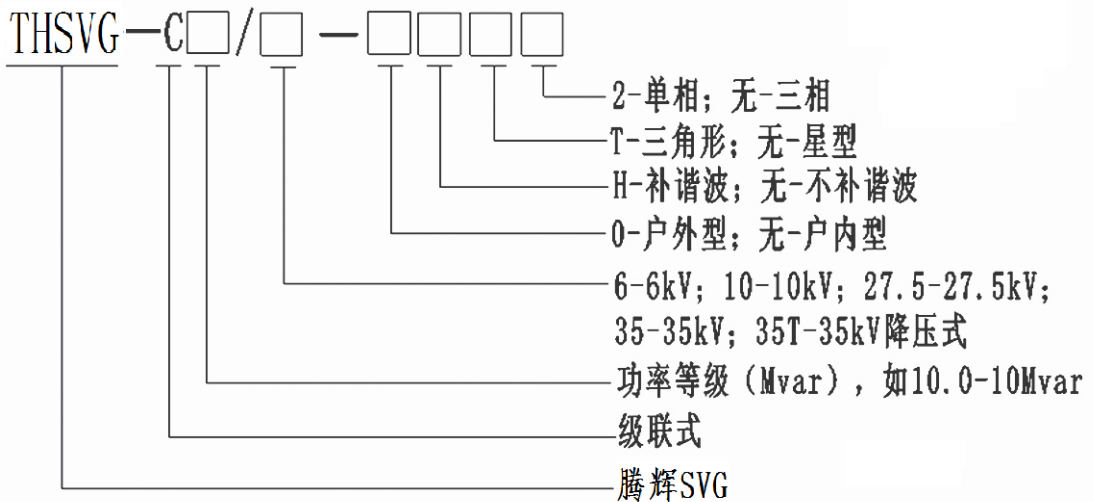 THSVG-C□/□-□□□□
2-单相；无-三相
T-三角形；无-星型
H-补谐波；无-不补谐波
0-户外型；无-户内型
6-6kV；10-10kV；27.5-27.5kV；
35-35kV；35T-35kV降压式
功率等级（Mvar），如10.0-10Mvar
级联式
腾辉SVG